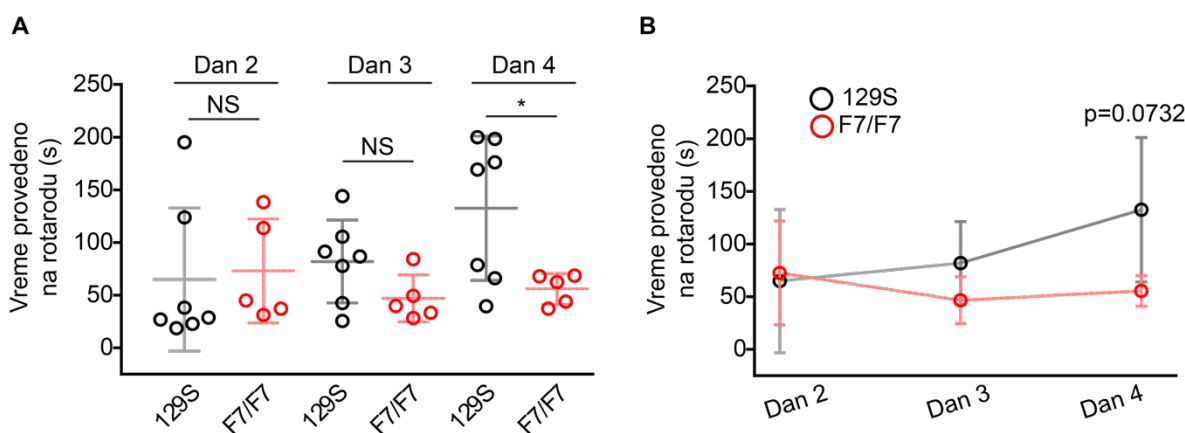 A
Dan 2
Dan 3
Dan 4
NS
NS
*
Vreme provedeno
na rotarodu (s)
250
200
150
100
50
0
129S
F7/F7
129S
F7/F7
129S
F7/F7
B
129S
F7/F7
p=0.0732
Vreme provedeno
na rotarodu (s)
250
200
150
100
50
0
Dan 2
Dan 3
Dan 4